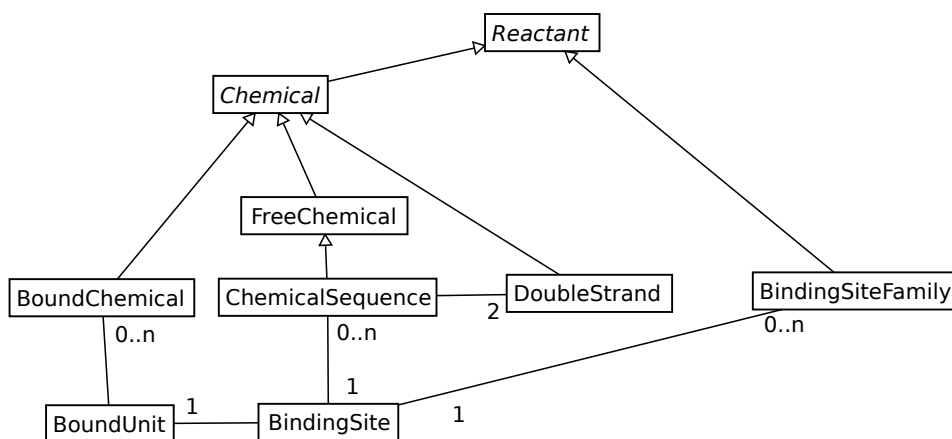 Reactant
Chemical
FreeChemical
BoundChemical
ChemicalSequence
DoubleStrand
BindingSiteFamily
2
0..n
0..n
0..n
1
1
1
BoundUnit
BindingSite